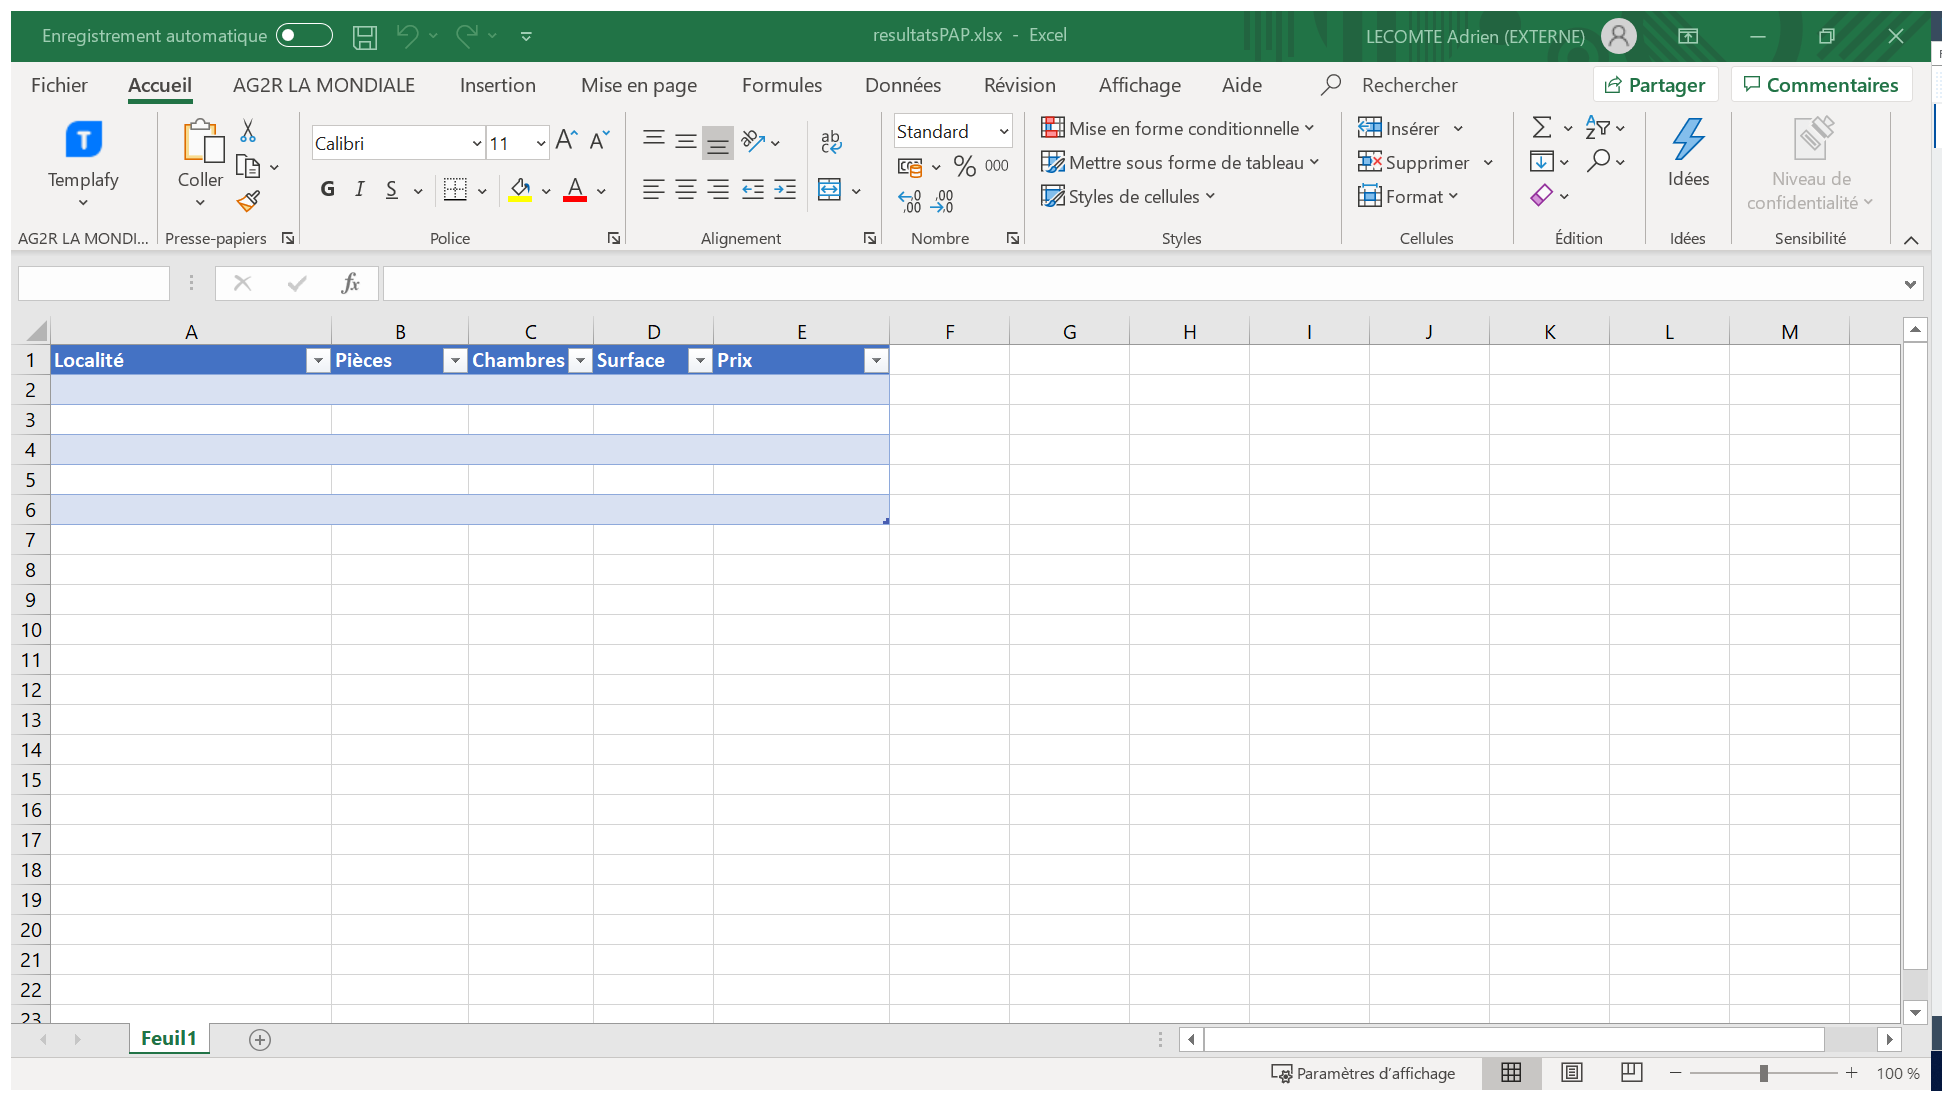 Enregistrement automatique
resultatsPAP.xlsx - Excel
LECOMTE Adrien (EXTERNE)
Fichier Accueil AG2R LA MONDIALE Insertion Mise en page Formules Données Révision Affichage Aide Rechercher Partager Commentaires
Templafy
AG2R LA MONDI...
Coller
Presse-papiers
Calibri 11
G I S A
Police
ab
Alignement
Standard
% 000
Nombre
Mise en forme conditionnelle
Mettre sous forme de tableau
Styles de cellules
Styles
Insérer
Supprimer
Format
Cellules
Édition
Idées
Idées
Niveau de
confidentialité
Sensibilité
fx
A B C D E F G H I J K L M
1 Localité Pièces Chambres Surface Prix
2
3
4
5
6
7
8
9
10
11
12
13
14
15
16
17
18
19
20
21
22
23
Feuil1
Paramètres d'affichage
100 %